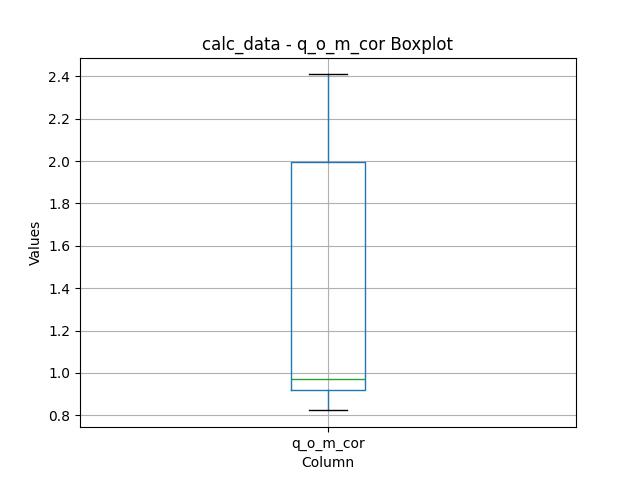 calc_data - q_o_m_cor Boxplot
2.4
2.2
2.0
1.8
1.6
1.4
1.2
1.0
0.8
Values
q_o_m_cor
Column